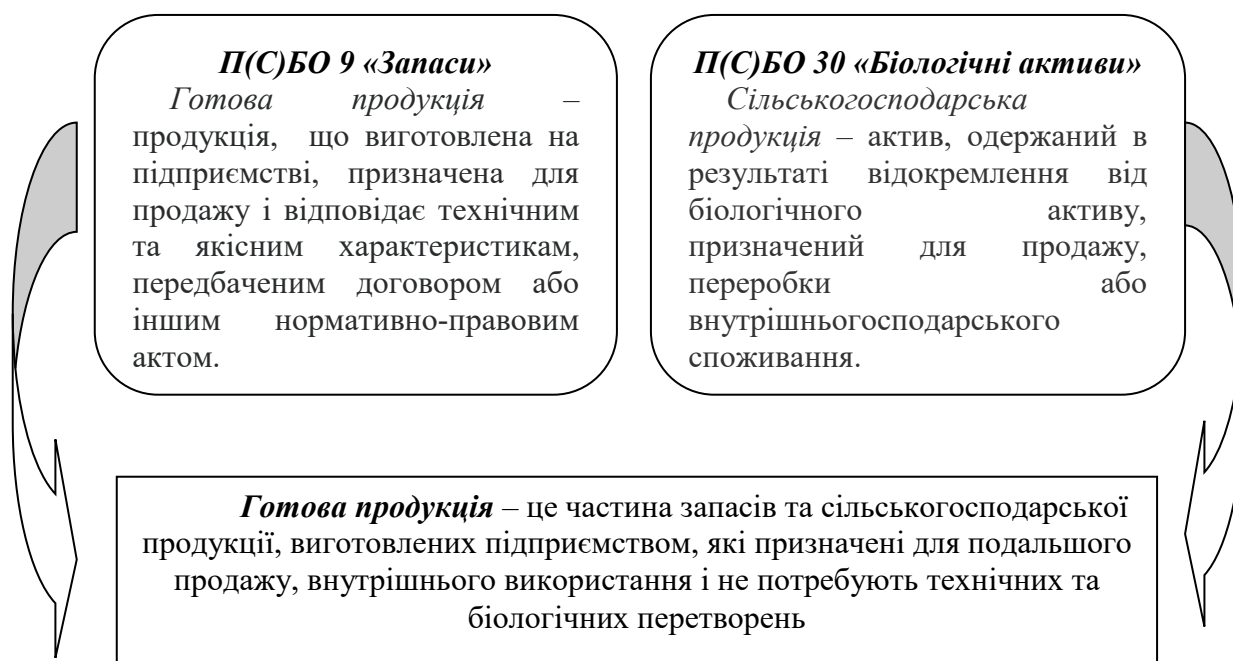 П(С)БО 9 «Запаси»
Готова продукція –
продукція, що виготовлена на
підприємстві, призначена для
продажу і відповідає технічним
та якісним характеристикам,
передбаченим договором або
іншим нормативно-правовим
актом.
П(С)БО 30 «Біологічні активи»
Сільськогосподарська
продукція – актив, одержаний в
результаті відокремлення від
біологічного активу,
призначений для продажу,
переробки або
внутрішньогосподарського
споживання.
Готова продукція – це частина запасів та сільськогосподарської
продукції, виготовлених підприємством, які призначені для подальшого
продажу, внутрішнього використання і не потребують технічних та
біологічних перетворень